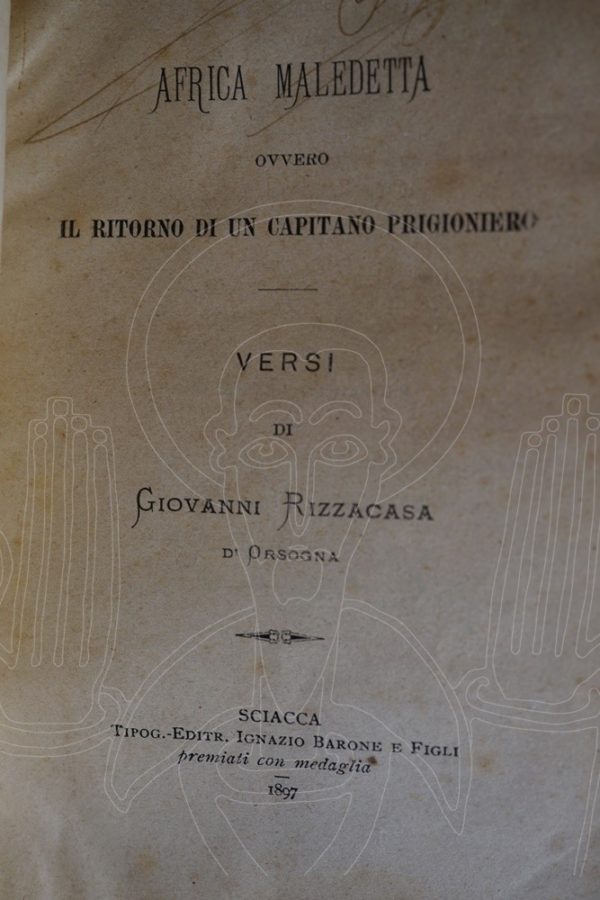 AFRICA MALEDETTA
OVVERO
IL RITORNO DI UN CAPITANO PRIGIONIERO
VERSI
DI
GIOVANNI RIZZACASA
D' ORSOGNA
SCIACCA
TIPOG.-EDITR. IGNAZIO BARONE E FIGLI
premiati con medaglia
1897